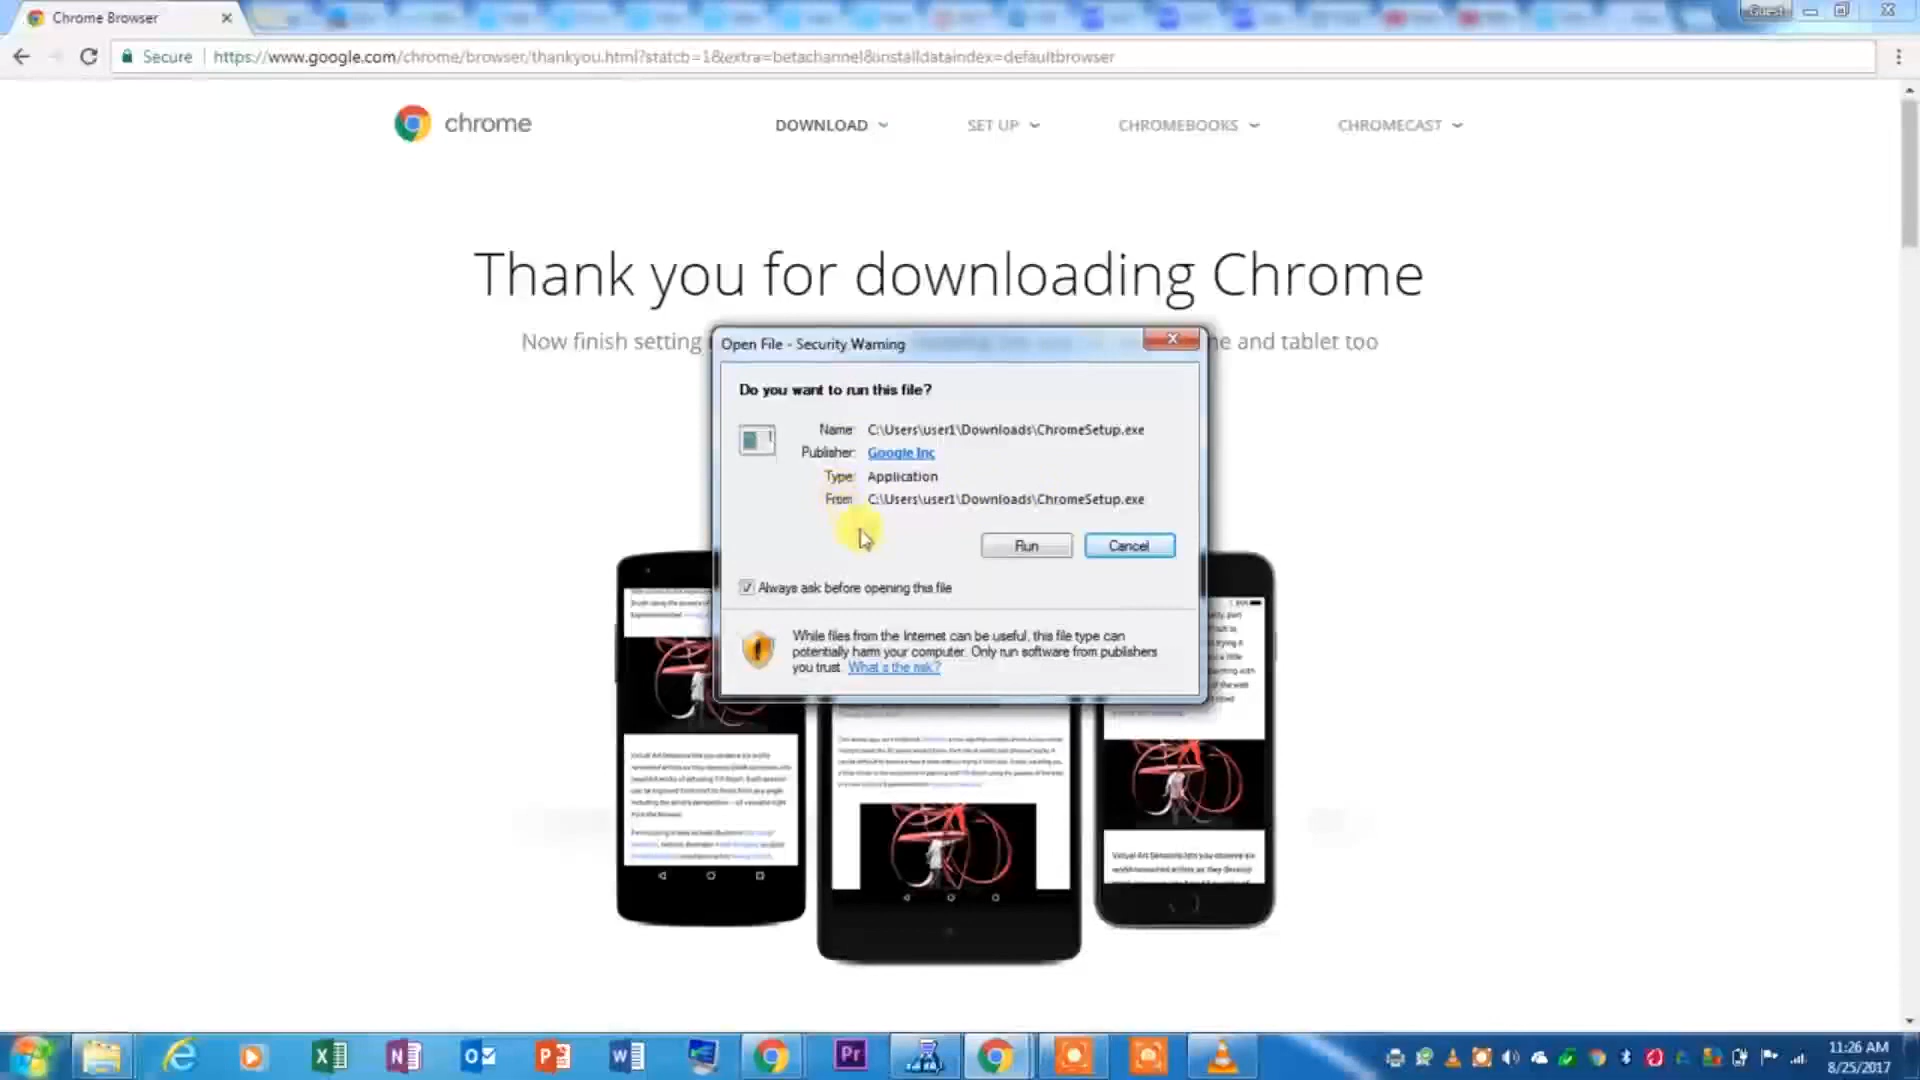 Chrome Browser
Guest
Secure
https://www.google.com/chrome/browser/thankyou.html?statcb=1&extra=betachannel&installdataindex=defaultbrowser
chrome
DOWNLOAD
SET UP
CHROMEBOOKS
CHROMECAST
Thank you for downloading Chrome
Now finish setting
ne and tablet too
Open File - Security Warning
Do you want to run this file?
Name: C:\Users\user1\Downloads\ChromeSetup.exe
Publisher: Google Inc
Type: Application
From: C:\Users\user1\Downloads\ChromeSetup.exe
Run
Cancel
Always ask before opening this file
While files from the Internet can be useful, this file type can
potentially harm your computer. Only run software from publishers
you trust. What's the risk?
Pr
11:26 AM
8/25/2017